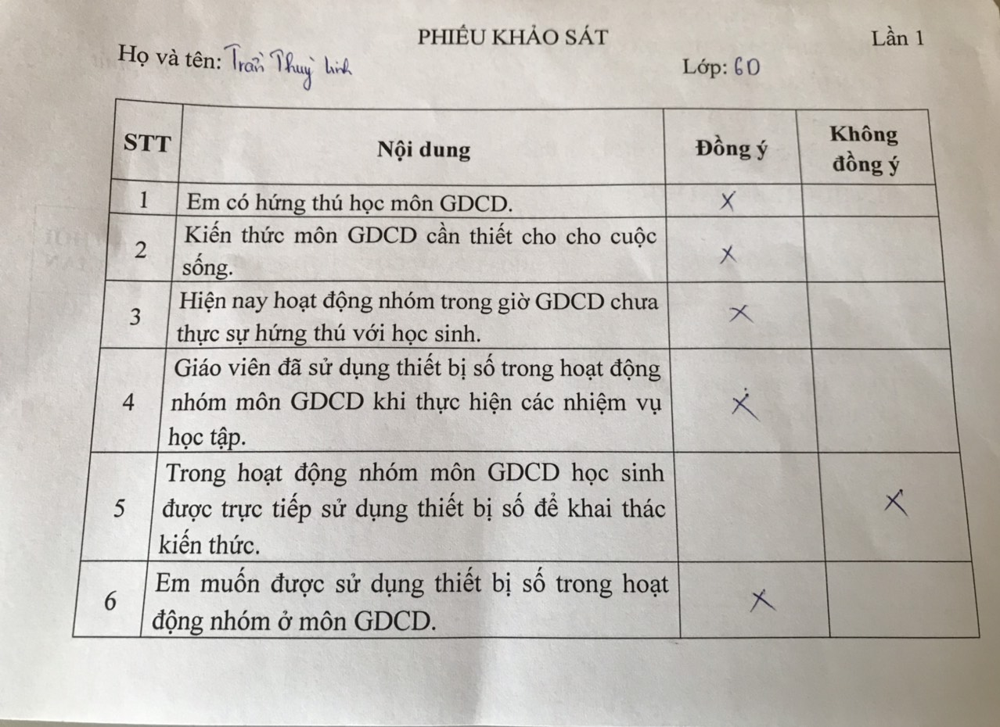 PHIẾU KHẢO SÁT Lần 1
Họ và tên: Trần Thuỳ Linh Lớp: 6D
STT Nội dung Đồng ý Không đồng ý
1 Em có hứng thú học môn GDCD. X
2 Kiến thức môn GDCD cần thiết cho cho cuộc
sống. X
3 Hiện nay hoạt động nhóm trong giờ GDCD chưa
thực sự hứng thú với học sinh. X
Giáo viên đã sử dụng thiết bị số trong hoạt động
4 nhóm môn GDCD khi thực hiện các nhiệm vụ X
học tập.
Trong hoạt động nhóm môn GDCD học sinh
5 được trực tiếp sử dụng thiết bị số để khai thác X
kiến thức.
6 Em muốn được sử dụng thiết bị số trong hoạt
động nhóm ở môn GDCD. X